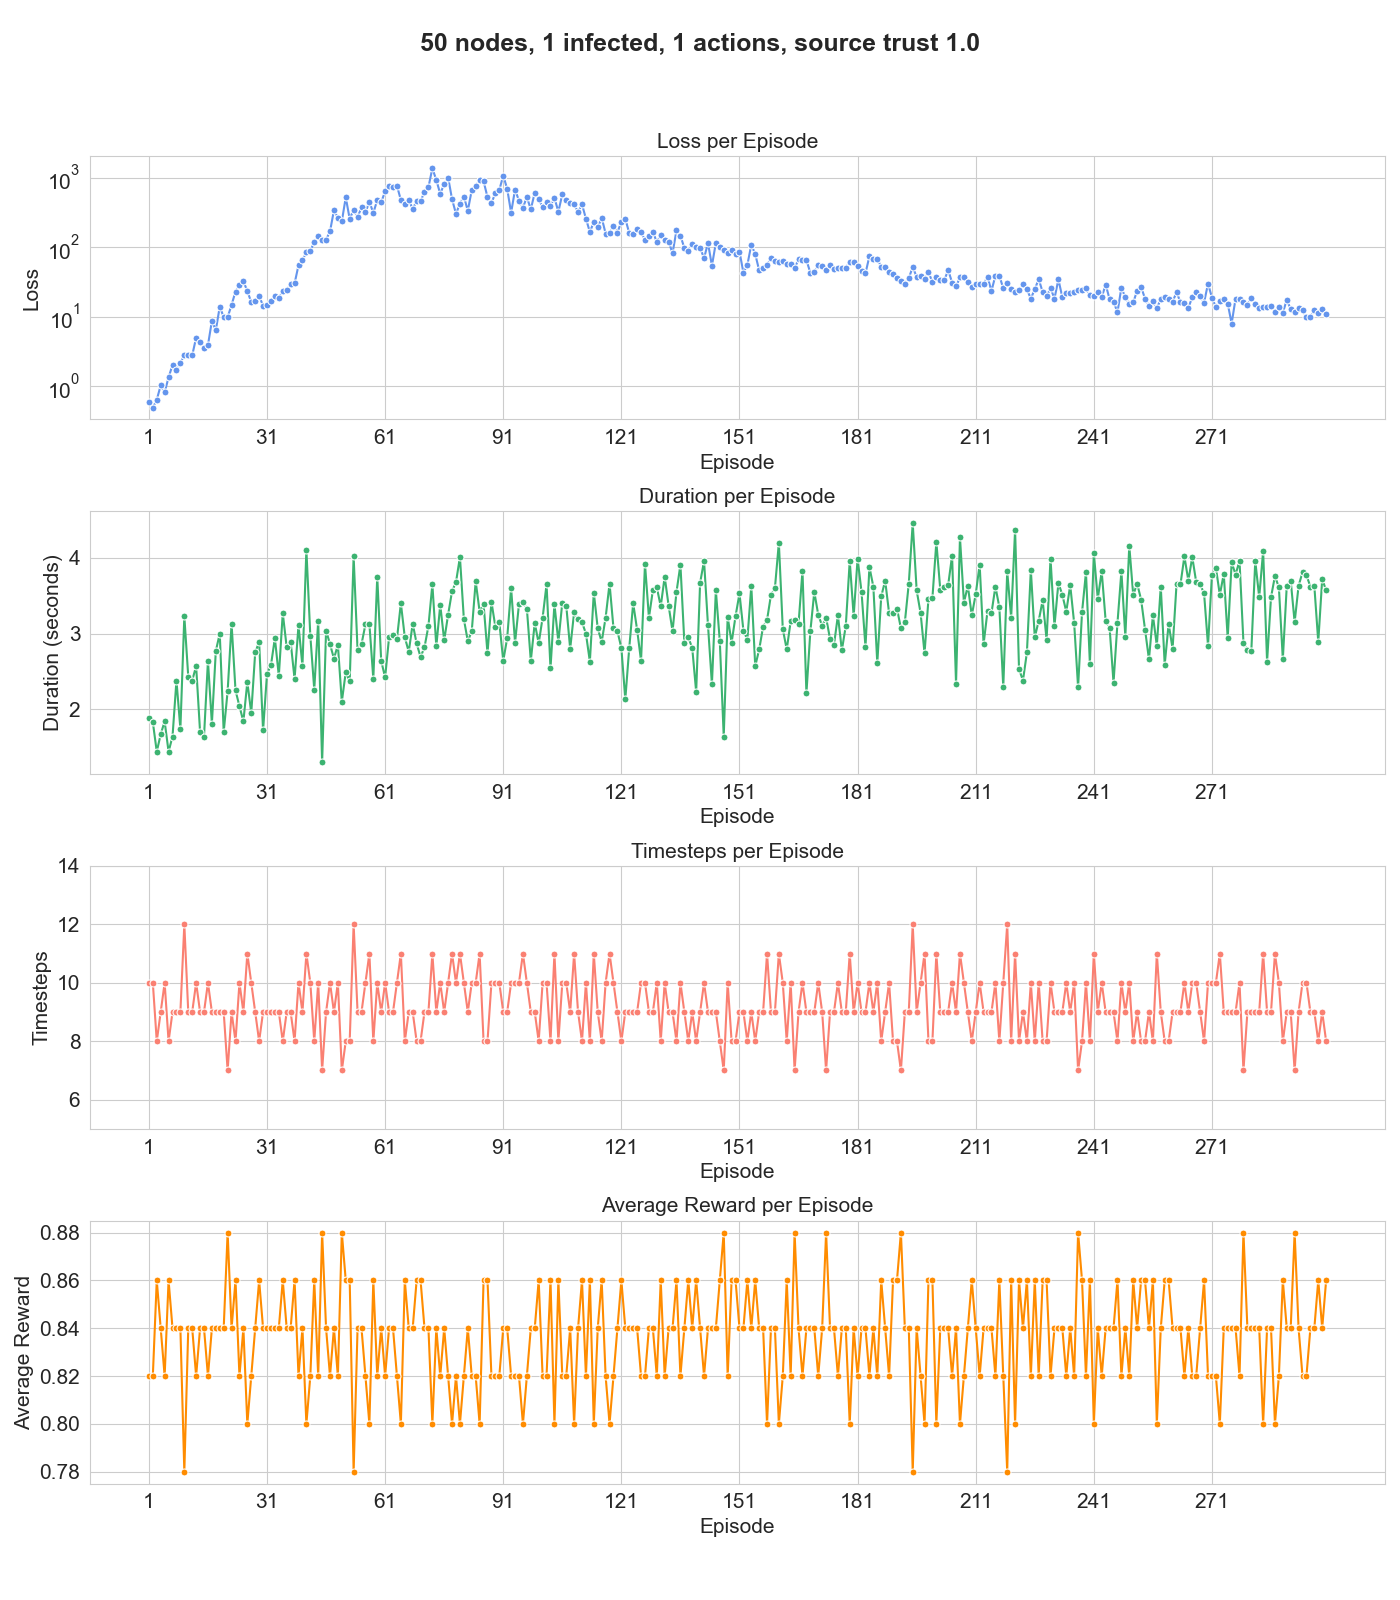 50 nodes, 1 infected, 1 actions, source trust 1.0
Loss per Episode
Loss
10^3
10^2
10^1
10^0
1 31 61 91 121 151 181 211 241 271
Episode
Duration per Episode
Duration (seconds)
4
3
2
1 31 61 91 121 151 181 211 241 271
Episode
Timesteps per Episode
Timesteps
14
12
10
8
6
1 31 61 91 121 151 181 211 241 271
Episode
Average Reward per Episode
Average Reward
0.88
0.86
0.84
0.82
0.80
0.78
1 31 61 91 121 151 181 211 241 271
Episode